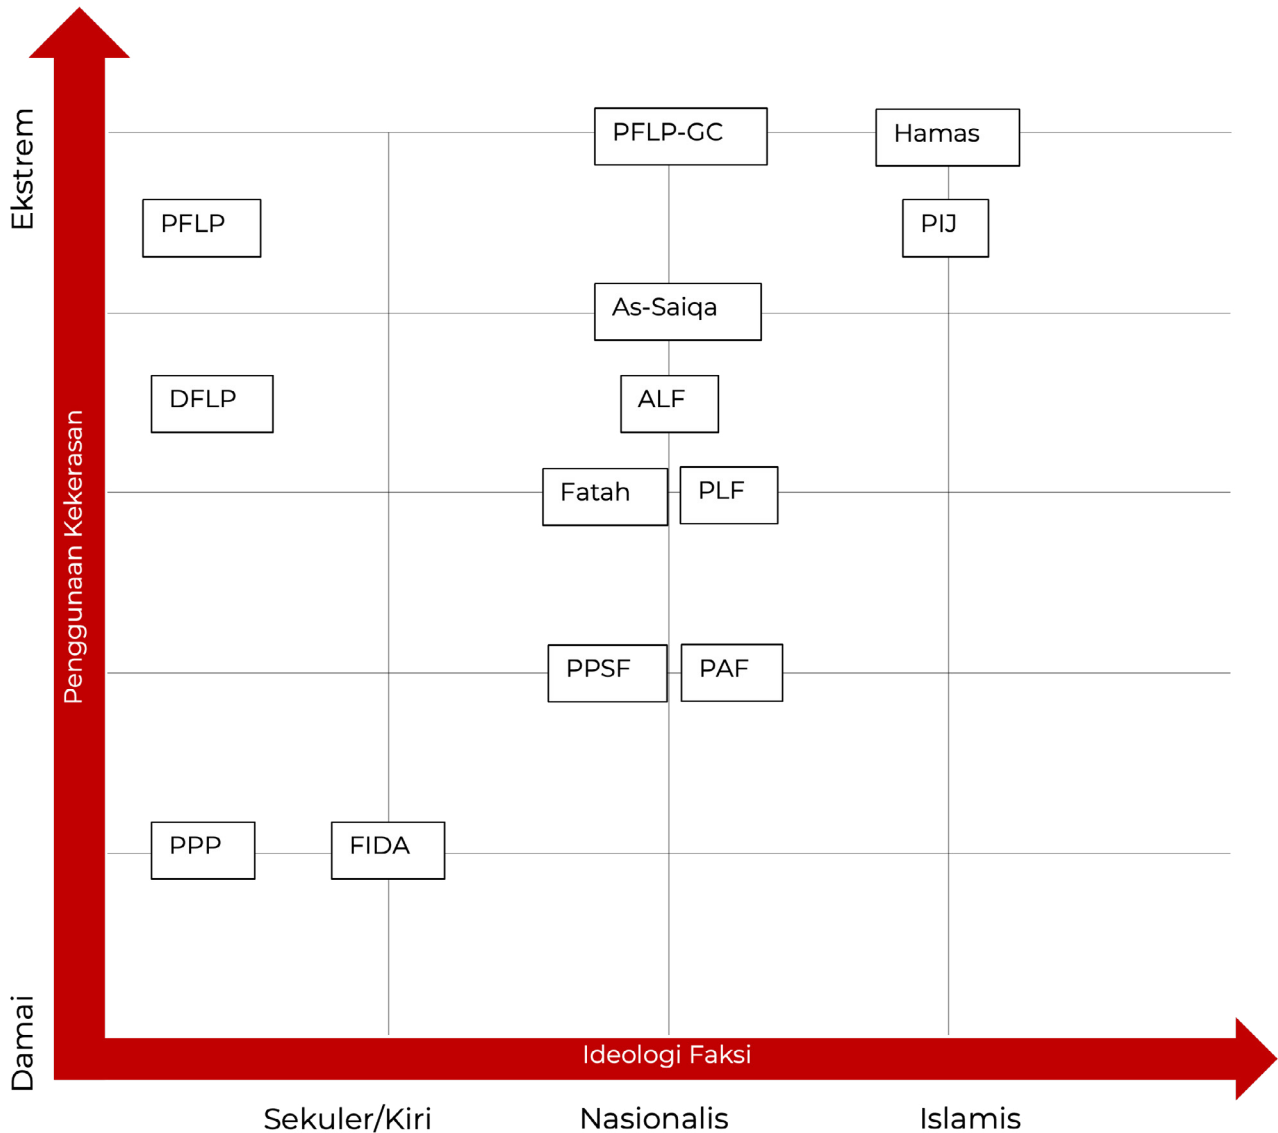 Ekstrem
PFLP-GC
Hamas
PFLP
PIJ
As-Saiqa
DFLP
ALF
Penggunaan Kekerasan
Fatah
PLF
PPSF
PAF
PPP
FIDA
Damai
Ideologi Faksi
Sekuler/Kiri
Nasionalis
Islamis